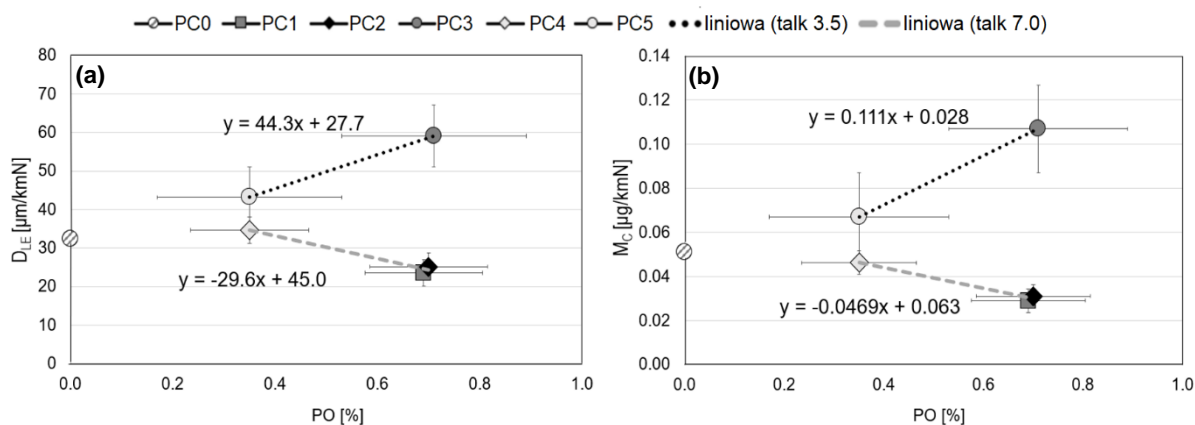 PC0 PC1 PC2 PC3 PC4 PC5 liniowa (talk 3.5) liniowa (talk 7.0)
(a)
80
70
60
50
40
30
20
10
0
D_LE [µm/kmN]
y = 44.3x + 27.7
y = -29.6x + 45.0
0.0 0.2 0.4 0.6 0.8 1.0
PO [%]
(b)
0.14
0.12
0.10
0.08
0.06
0.04
0.02
0.00
M_C [µg/kmN]
y = 0.111x + 0.028
y = -0.0469x + 0.063
0.0 0.2 0.4 0.6 0.8 1.0
PO [%]